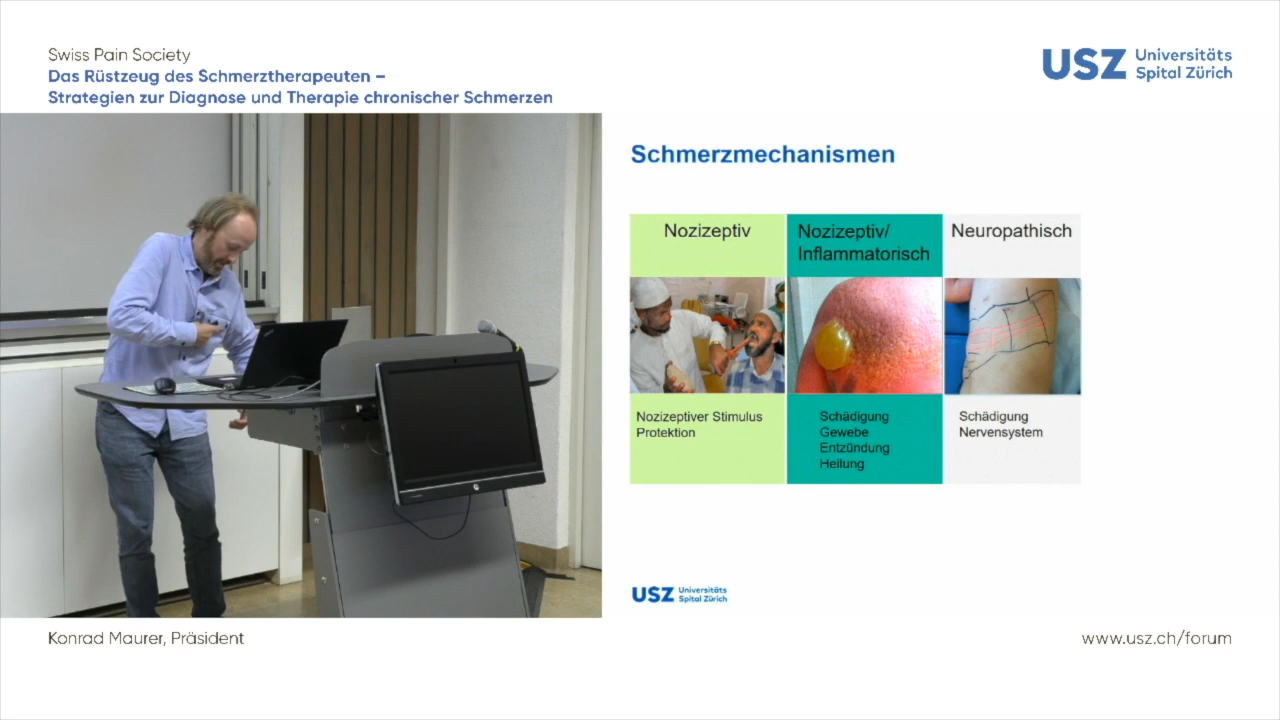 Swiss Pain Society
Das Rüstzeug des Schmerztherapeuten –
Strategien zur Diagnose und Therapie chronischer Schmerzen
USZ Universitäts
Spital Zürich
Schmerzmechanismen
Nozizeptiv
Nozizeptiv/
Inflammatorisch
Neuropathisch
Nozizeptiver Stimulus
Protektion
Schädigung
Gewebe
Entzündung
Heilung
Schädigung
Nervensystem
USZ Universitäts
Spital Zürich
Konrad Maurer, Präsident
www.usz.ch/forum